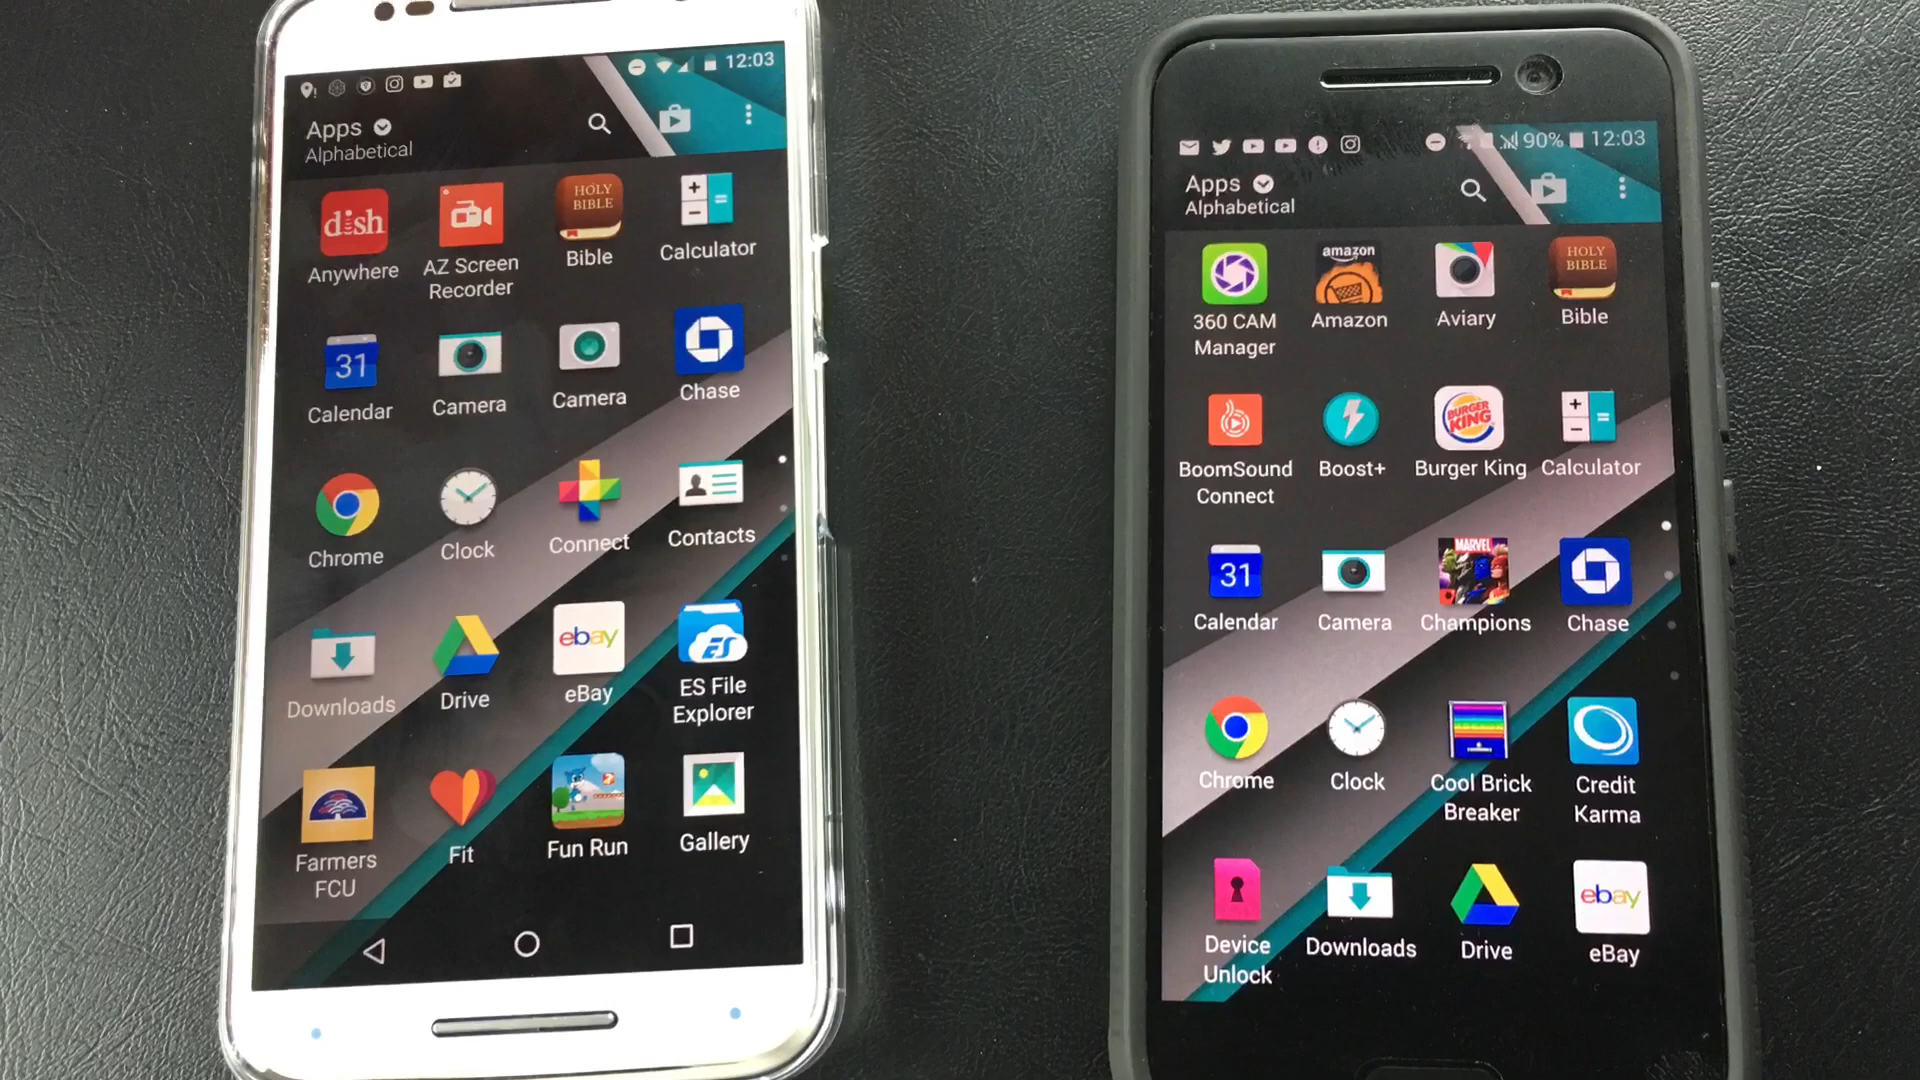 12:03
Apps
Alphabetical
dish
HOLY
BIBLE
Anywhere
AZ Screen
Recorder
Bible
Calculator
31
Calendar
Camera
Camera
Chase
Chrome
Clock
Connect
Contacts
ebay
ES
Downloads
Drive
eBay
ES File
Explorer
Farmers
FCU
Fit
Fun Run
Gallery
90% 12:03
Apps
Alphabetical
amazon
HOLY
BIBLE
360 CAM
Manager
Amazon
Aviary
Bible
BURGER
KING
BoomSound
Connect
Boost+
Burger King
Calculator
31
MARVEL
Calendar
Camera
Champions
Chase
Chrome
Clock
Cool Brick
Breaker
Credit
Karma
ebay
Device
Unlock
Downloads
Drive
eBay